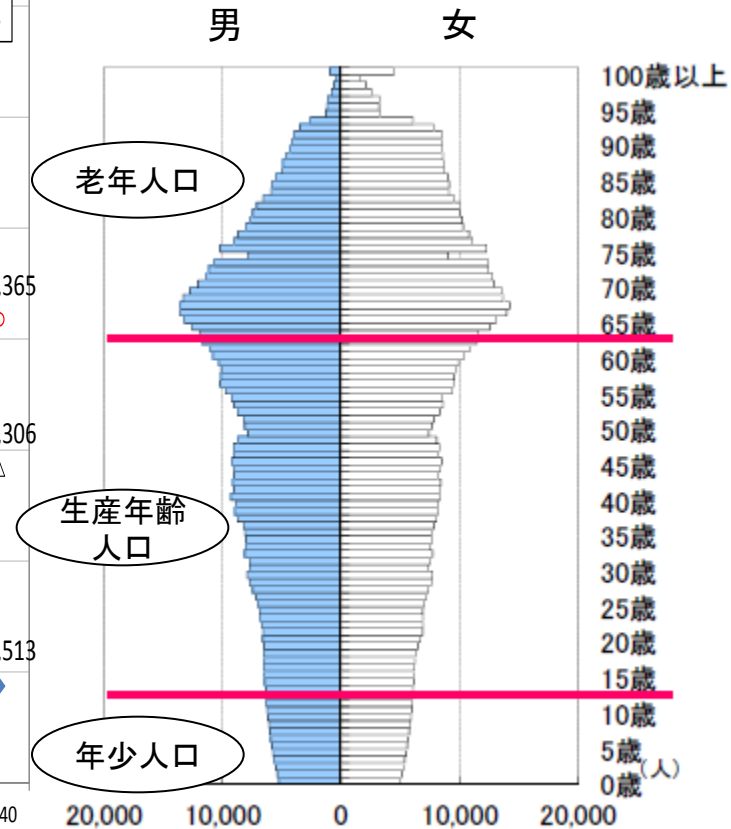 男
女
100歳以上
95歳
90歳
老年人口
85歳
80歳
75歳
70歳
.365
65歳
60歳
55歳
50歳
.306
45歳
40歳
生産年齢
人口
35歳
30歳
25歳
20歳
.513
15歳
10歳
年少人口
5歳
(人)
0歳
40
20,000
10,000
0
10,000
20,000